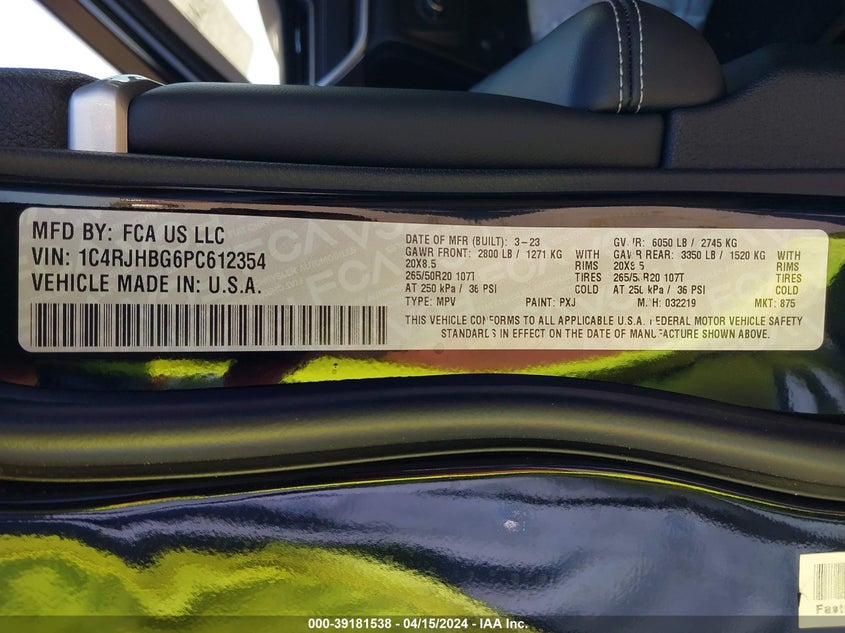 MFD BY: FCA US LLC
VIN: 1C4RJHBG6PC612354
VEHICLE MADE IN: U.S.A.
DATE OF MFR (BUILT): 3-23
GAWR FRONT: 2800 LB / 1271 KG WITH
20X8.5 RIMS
265/50R20 107T TIRES
AT 250 kPa / 36 PSI COLD
TYPE: MPV PAINT: PXJ
6050 LB / 2745 KG
GAWR REAR: 3350 LB / 1520 KG WITH
20X8.5 RIMS
265/50R20 107T TIRES
AT 250 kPa / 36 PSI COLD
032219 MKT: 875
THIS VEHICLE CONFORMS TO ALL APPLICABLE U.S.A. FEDERAL MOTOR VEHICLE SAFETY
STANDARDS IN EFFECT ON THE DATE OF MANUFACTURE SHOWN ABOVE.
Fast
000-39181538 - 04/15/2024 - IAAI.COM